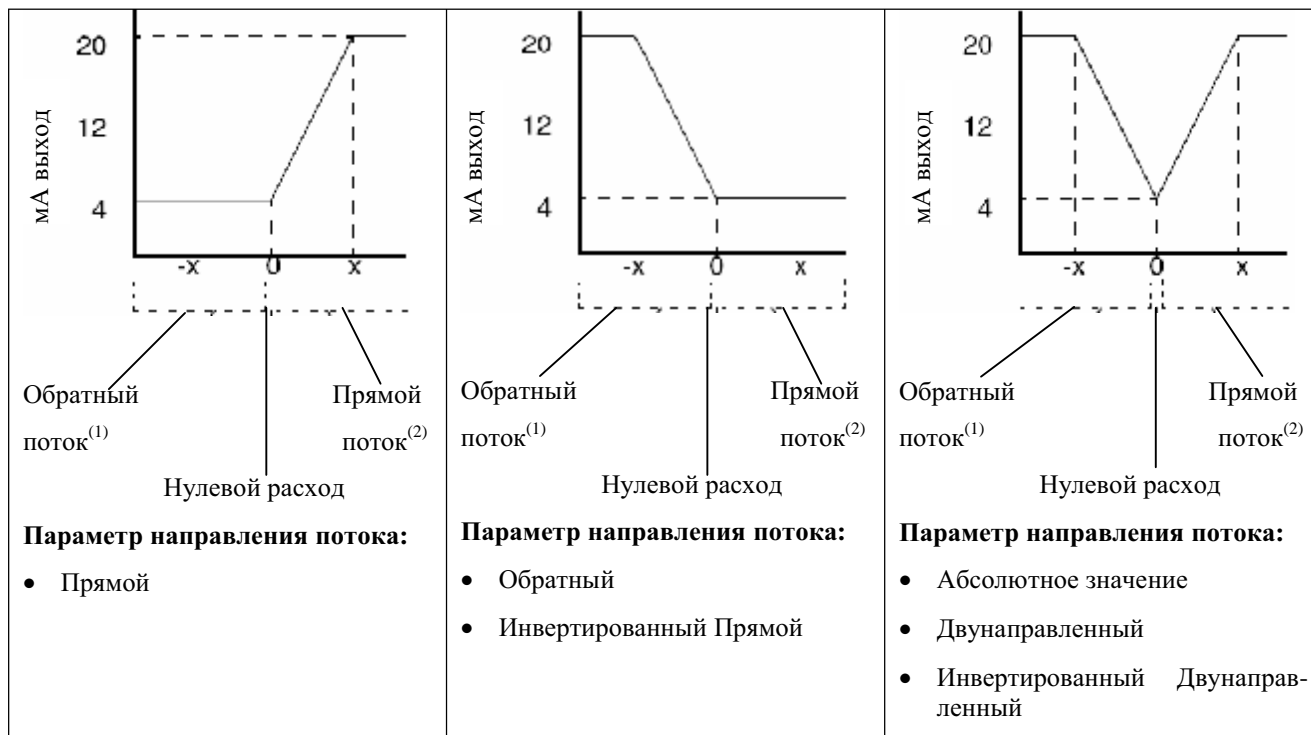 мА выход
20
12
4
-x 0 x
Обратный
поток(1)
Прямой
поток(2)
Нулевой расход
Параметр направления потока:
• Прямой
мА выход
20
12
4
-x 0 x
Обратный
поток(1)
Прямой
поток(2)
Нулевой расход
Параметр направления потока:
• Обратный
• Инвертированный Прямой
мА выход
20
12
4
-x 0 x
Обратный
поток(1)
Прямой
поток(2)
Нулевой расход
Параметр направления потока:
• Абсолютное значение
• Двунаправленный
• Инвертированный Двунаправ-
ленный